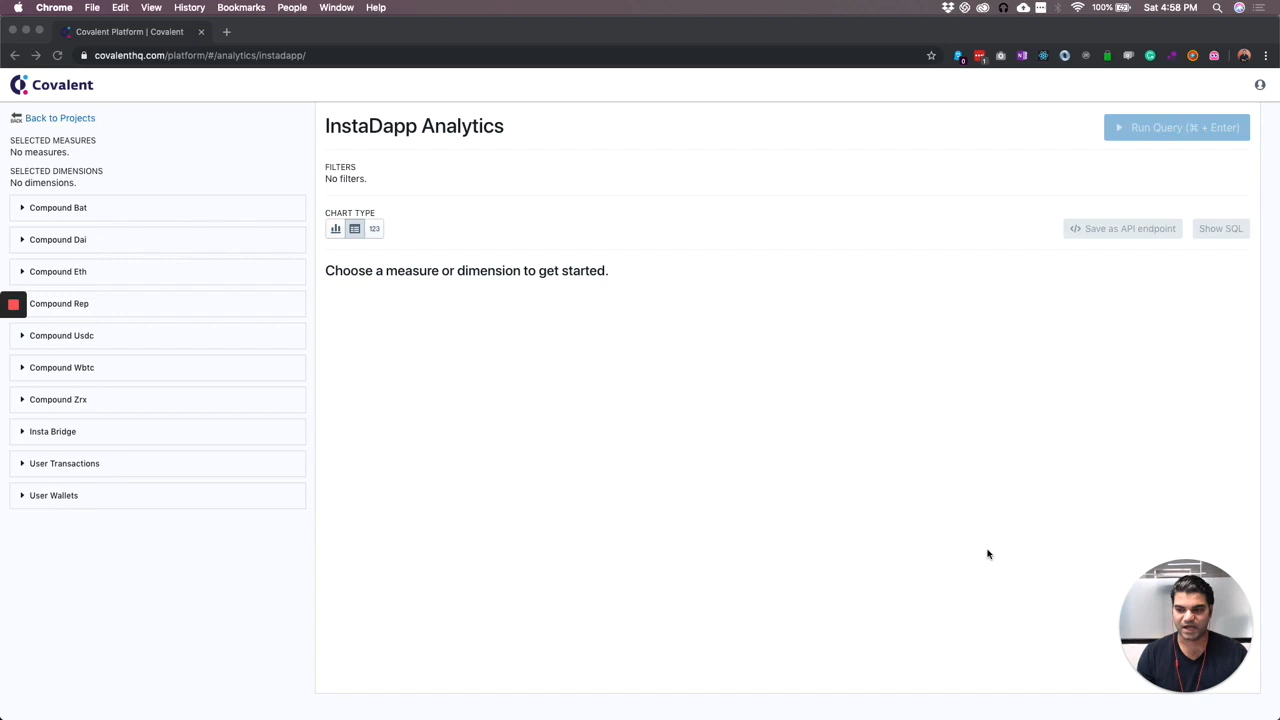 Chrome File Edit View History Bookmarks People Window Help
100% Sat 4:58 PM
Covalent Platform | Covalent
covalenthq.com/platform/#/analytics/instadapp/
0
1
Covalent
BACK Back to Projects
SELECTED MEASURES
No measures.
SELECTED DIMENSIONS
No dimensions.
Compound Bat
Compound Dai
Compound Eth
Compound Rep
Compound Usdc
Compound Wbtc
Compound Zrx
Insta Bridge
User Transactions
User Wallets
InstaDapp Analytics
Run Query (⌘ + Enter)
FILTERS
No filters.
CHART TYPE
123
</> Save as API endpoint
Show SQL
Choose a measure or dimension to get started.